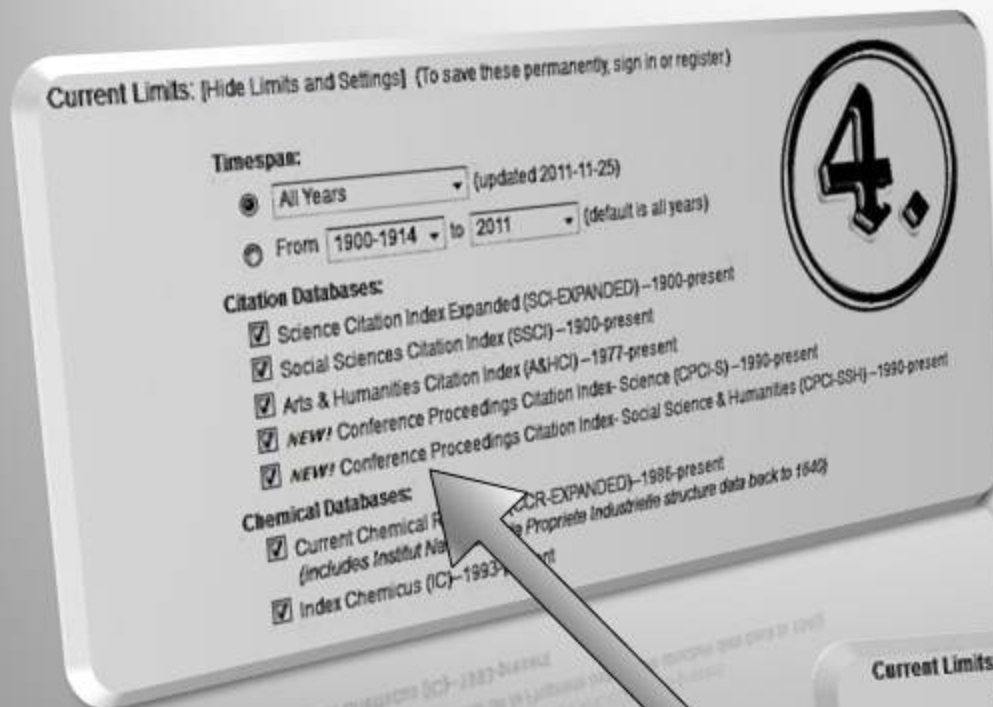 Current Limits: [Hide Limits and Settings] (To save these permanently, sign in or register.)
4.
Timespan:
All Years (updated 2011-11-25)
From 1900-1914 to 2011 (default is all years)
Citation Databases:
Science Citation Index Expanded (SCI-EXPANDED)--1900-present
Social Sciences Citation Index (SSCI)--1900-present
Arts & Humanities Citation Index (A&HCI)--1977-present
NEW! Conference Proceedings Citation Index- Science (CPCI-S)--1990-present
NEW! Conference Proceedings Citation Index- Social Science & Humanities (CPCI-SSH)--1990-present
Chemical Databases:
Current Chemical (CCR-EXPANDED)--1986-present
(includes Institut Propriete Industrielle structure data back to 1840)
Index Chemicus (IC)--1993-present
Current Limits